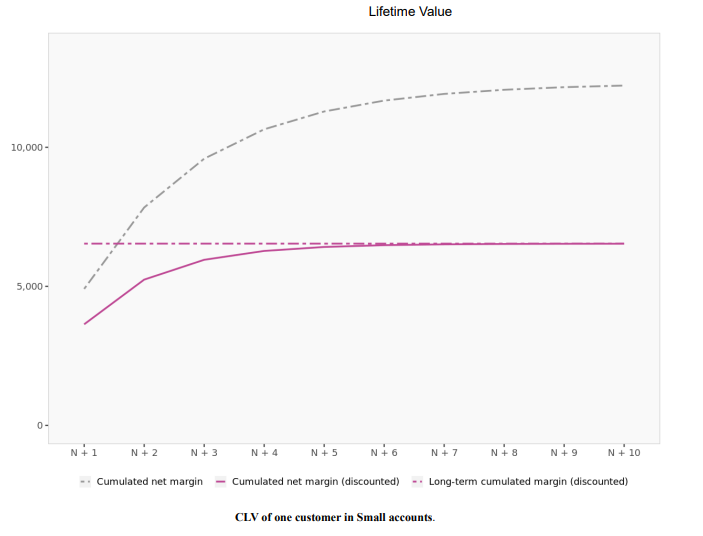 Lifetime Value
10,000
5,000
0
N + 1 N + 2 N + 3 N + 4 N + 5 N + 6 N + 7 N + 8 N + 9 N + 10
Cumulated net margin Cumulated net margin (discounted) Long-term cumulated margin (discounted)
CLV of one customer in Small accounts.